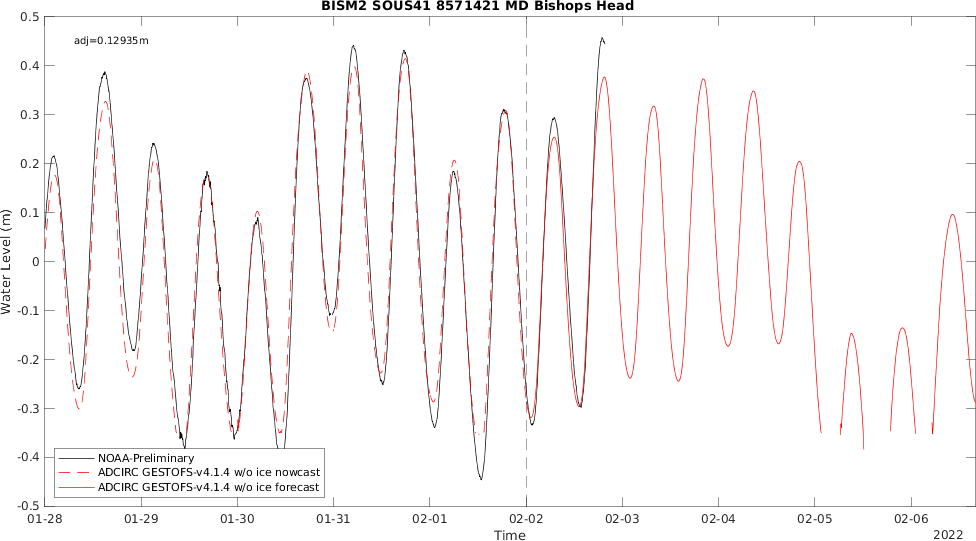 BISM2 SOUS41 8571421 MD Bishops Head
adj=0.12935m
0.5
0.4
0.3
0.2
0.1
0
-0.1
-0.2
-0.3
-0.4
-0.5
Water Level (m)
NOAA-Preliminary
ADCIRC GESTOFS-v4.1.4 w/o ice nowcast
ADCIRC GESTOFS-v4.1.4 w/o ice forecast
01-28 01-29 01-30 01-31 02-01 02-02 02-03 02-04 02-05 02-06
Time
2022